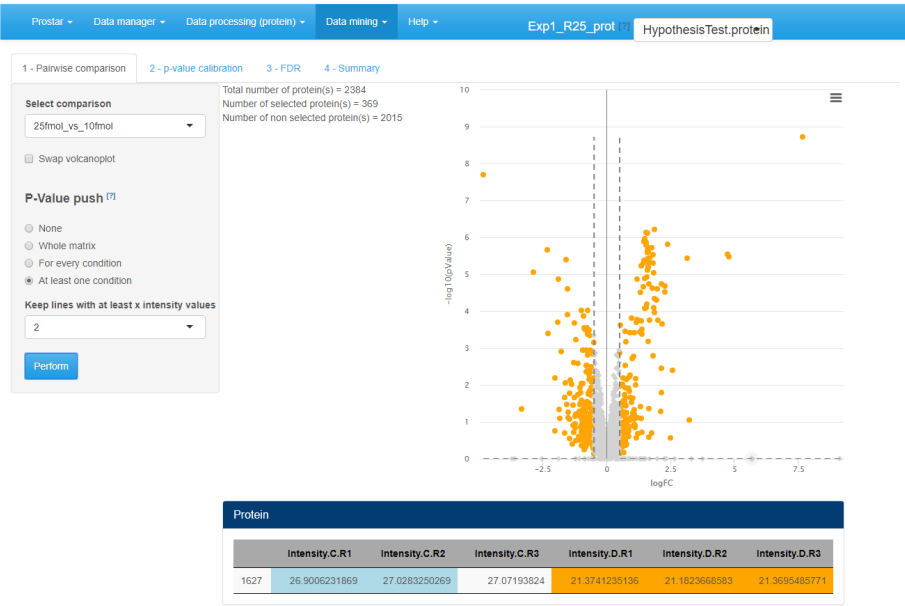 Prostar Data manager Data processing (protein) Data mining Help Exp1_R25_prot [?] HypothesisTest.protein
1 - Pairwise comparison 2 - p-value calibration 3 - FDR 4 - Summary
Select comparison
25fmol_vs_10fmol
Swap volcanoplot
P-Value push [?]
None
Whole matrix
For every condition
At least one condition
Keep lines with at least x intensity values
2
Perform
Total number of protein(s) = 2384
Number of selected protein(s) = 369
Number of non selected protein(s) = 2015
10
9
8
7
6
5
4
3
2
1
0
-log10(pValue)
−2.5 0 2.5 5 7.5
logFC
Protein
Intensity.C.R1 Intensity.C.R2 Intensity.C.R3 Intensity.D.R1 Intensity.D.R2 Intensity.D.R3
1627 26.9006231869 27.0283250269 27.07193824 21.3741235136 21.1823668583 21.3695485771